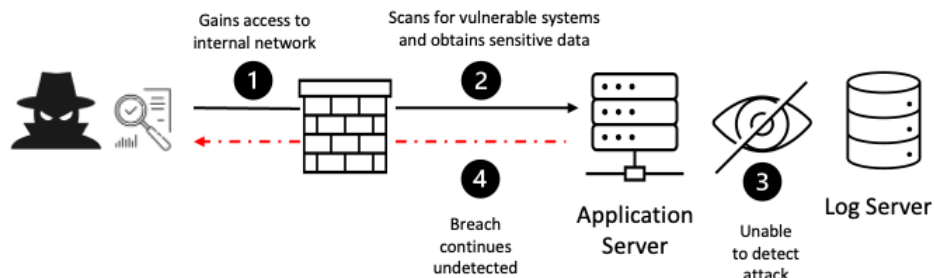 Gains access to
internal network
1
Scans for vulnerable systems
and obtains sensitive data
2
4
Breach
continues
undetected
Application
Server
3
Unable
to detect
attack
Log Server